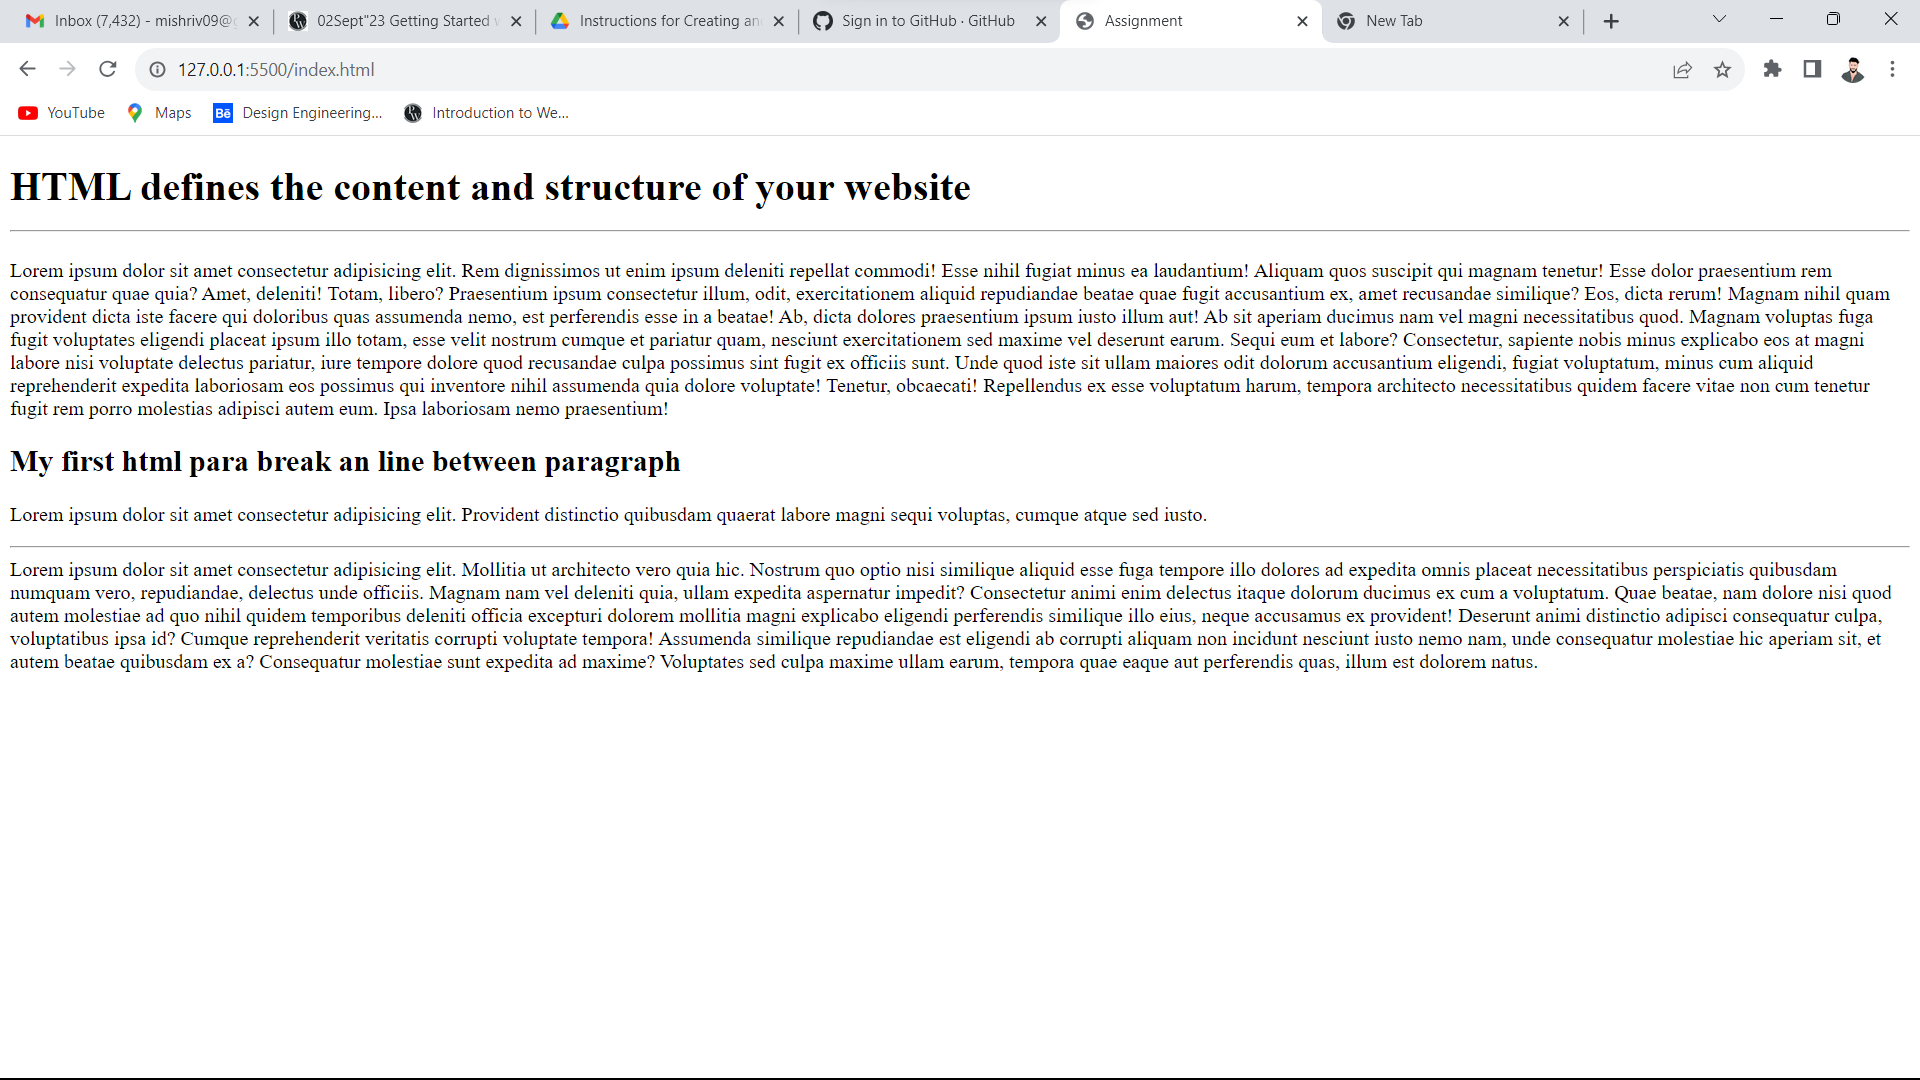 Inbox (7,432) - mishriv09@g
02Sept"23 Getting Started w
Instructions for Creating an
Sign in to GitHub · GitHub
Assignment
New Tab
127.0.0.1:5500/index.html
YouTube
Maps
Bē
Design Engineering...
Introduction to We...
HTML defines the content and structure of your website
Lorem ipsum dolor sit amet consectetur adipisicing elit. Rem dignissimos ut enim ipsum deleniti repellat commodi! Esse nihil fugiat minus ea laudantium! Aliquam quos suscipit qui magnam tenetur! Esse dolor praesentium rem
consequatur quae quia? Amet, deleniti! Totam, libero? Praesentium ipsum consectetur illum, odit, exercitationem aliquid repudiandae beatae quae fugit accusantium ex, amet recusandae similique? Eos, dicta rerum! Magnam nihil quam
provident dicta iste facere qui doloribus quas assumenda nemo, est perferendis esse in a beatae! Ab, dicta dolores praesentium ipsum iusto illum aut! Ab sit aperiam ducimus nam vel magni necessitatibus quod. Magnam voluptas fuga
fugit voluptates eligendi placeat ipsum illo totam, esse velit nostrum cumque et pariatur quam, nesciunt exercitationem sed maxime vel deserunt earum. Sequi eum et labore? Consectetur, sapiente nobis minus explicabo eos at magni
labore nisi voluptate delectus pariatur, iure tempore dolore quod recusandae culpa possimus sint fugit ex officiis sunt. Unde quod iste sit ullam maiores odit dolorum accusantium eligendi, fugiat voluptatum, minus cum aliquid
reprehenderit expedita laboriosam eos possimus qui inventore nihil assumenda quia dolore voluptate! Tenetur, obcaecati! Repellendus ex esse voluptatum harum, tempora architecto necessitatibus quidem facere vitae non cum tenetur
fugit rem porro molestias adipisci autem eum. Ipsa laboriosam nemo praesentium!
My first html para break an line between paragraph
Lorem ipsum dolor sit amet consectetur adipisicing elit. Provident distinctio quibusdam quaerat labore magni sequi voluptas, cumque atque sed iusto.
Lorem ipsum dolor sit amet consectetur adipisicing elit. Mollitia ut architecto vero quia hic. Nostrum quo optio nisi similique aliquid esse fuga tempore illo dolores ad expedita omnis placeat necessitatibus perspiciatis quibusdam
numquam vero, repudiandae, delectus unde officiis. Magnam nam vel deleniti quia, ullam expedita aspernatur impedit? Consectetur animi enim delectus itaque dolorum ducimus ex cum a voluptatum. Quae beatae, nam dolore nisi quod
autem molestiae ad quo nihil quidem temporibus deleniti officia excepturi dolorem mollitia magni explicabo eligendi perferendis similique illo eius, neque accusamus ex provident! Deserunt animi distinctio adipisci consequatur culpa,
voluptatibus ipsa id? Cumque reprehenderit veritatis corrupti voluptate tempora! Assumenda similique repudiandae est eligendi ab corrupti aliquam non incidunt nesciunt iusto nemo nam, unde consequatur molestiae hic aperiam sit, et
autem beatae quibusdam ex a? Consequatur molestiae sunt expedita ad maxime? Voluptates sed culpa maxime ullam earum, tempora quae eaque aut perferendis quas, illum est dolorem natus.